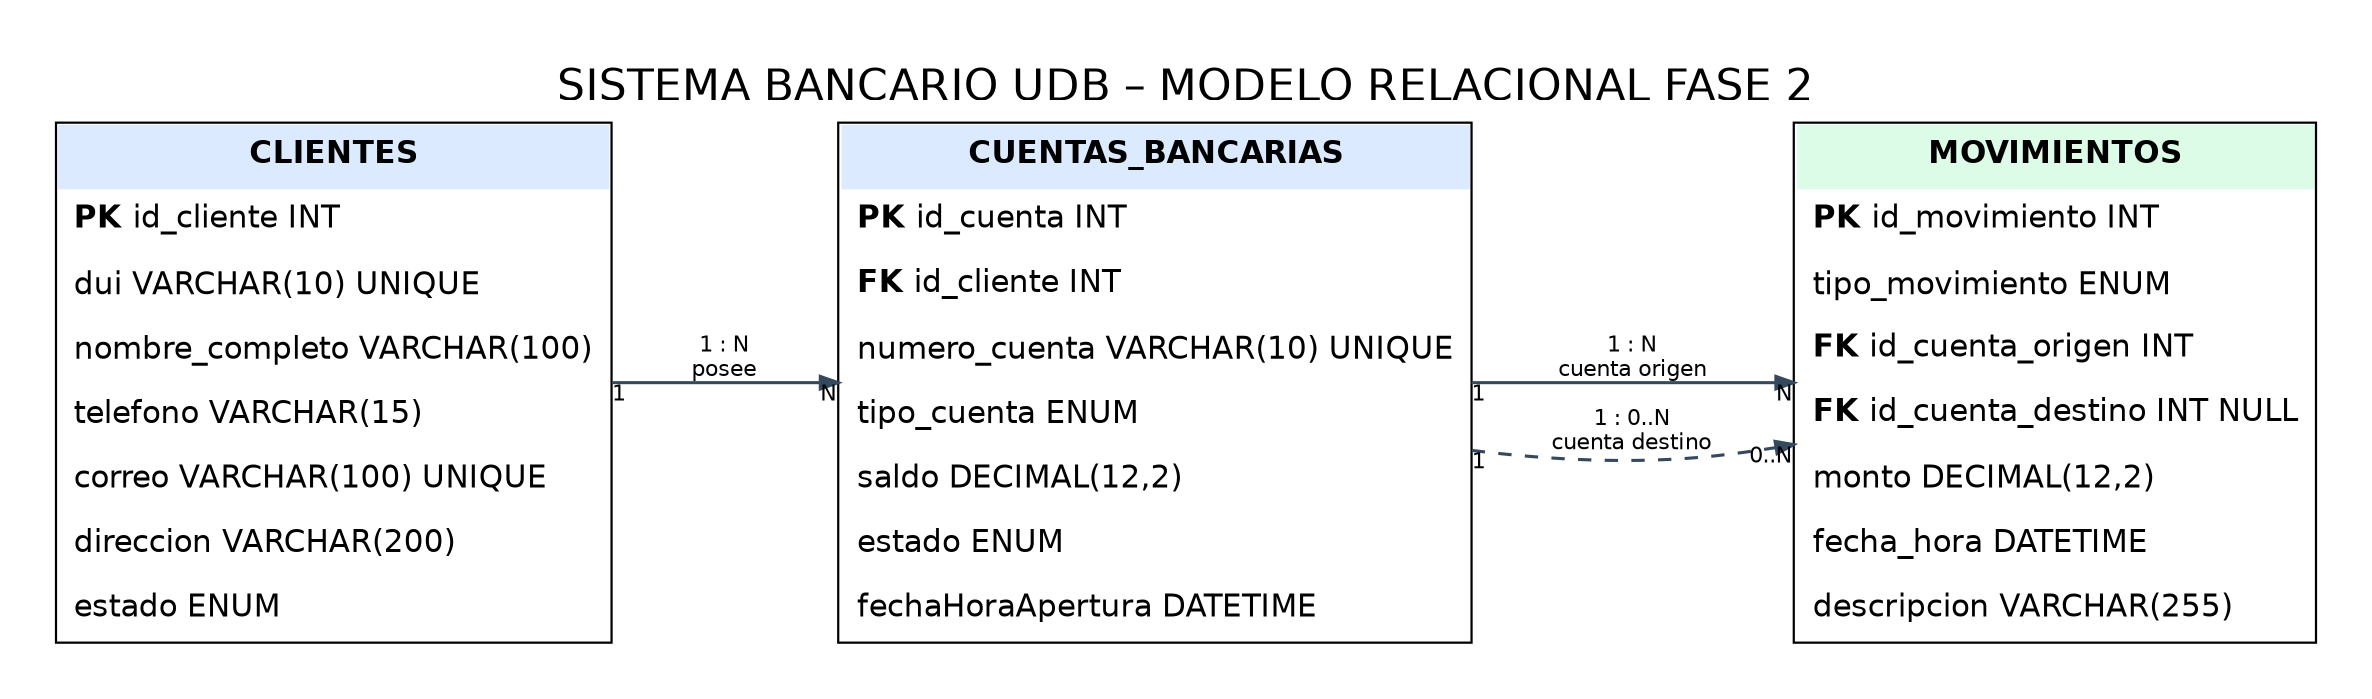 SISTEMA BANCARIO UDB – MODELO RELACIONAL FASE 2
CLIENTES
PK id_cliente INT
dui VARCHAR(10) UNIQUE
nombre_completo VARCHAR(100)
telefono VARCHAR(15)
correo VARCHAR(100) UNIQUE
direccion VARCHAR(200)
estado ENUM
1 : N
posee
1
N
CUENTAS_BANCARIAS
PK id_cuenta INT
FK id_cliente INT
numero_cuenta VARCHAR(10) UNIQUE
tipo_cuenta ENUM
saldo DECIMAL(12,2)
estado ENUM
fechaHoraApertura DATETIME
1 : N
cuenta origen
1
N
1 : 0..N
cuenta destino
1
0..N
MOVIMIENTOS
PK id_movimiento INT
tipo_movimiento ENUM
FK id_cuenta_origen INT
FK id_cuenta_destino INT NULL
monto DECIMAL(12,2)
fecha_hora DATETIME
descripcion VARCHAR(255)